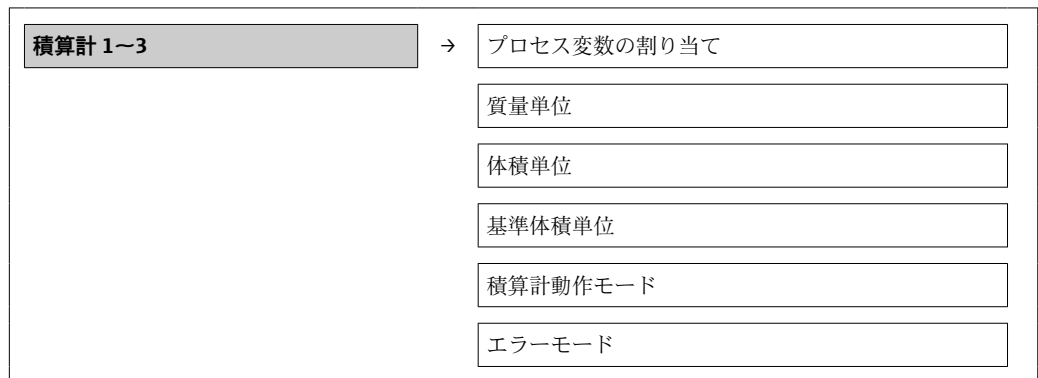 積算計 1~3 → プロセス変数の割り当て
質量単位
体積単位
基準体積単位
積算計動作モード
エラーモード